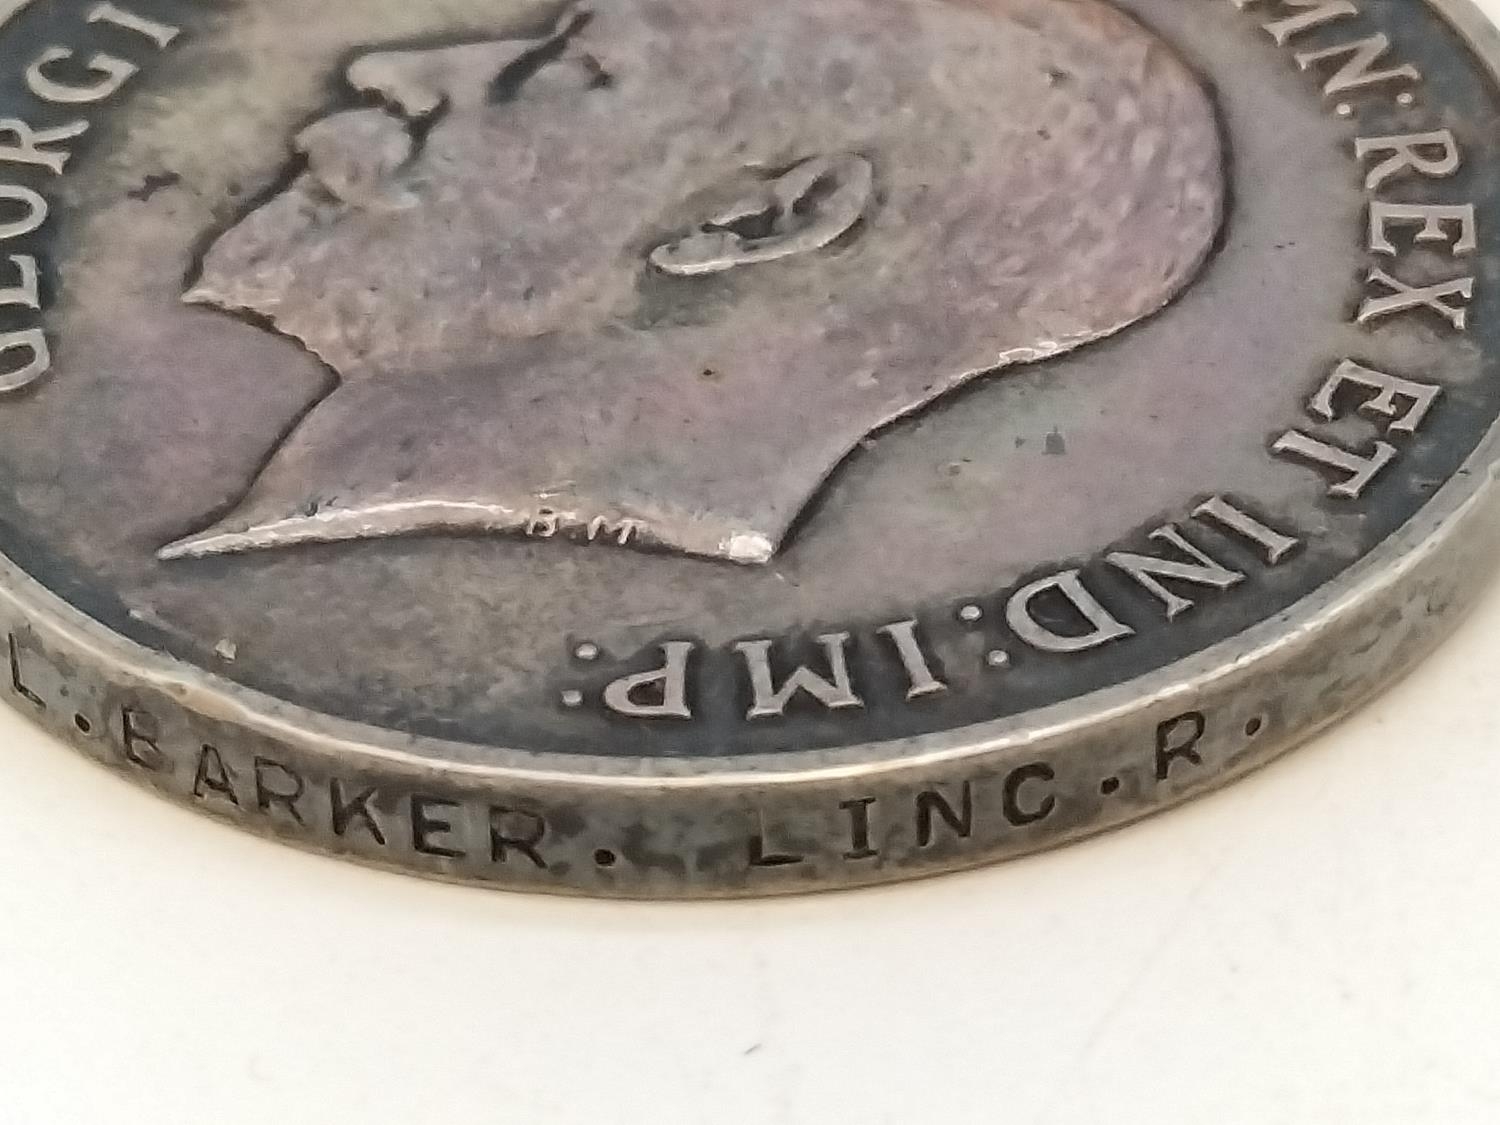 GEORGI
MN: REX ET IND: IMP:
B.M
L. BARKER. LINC. R.